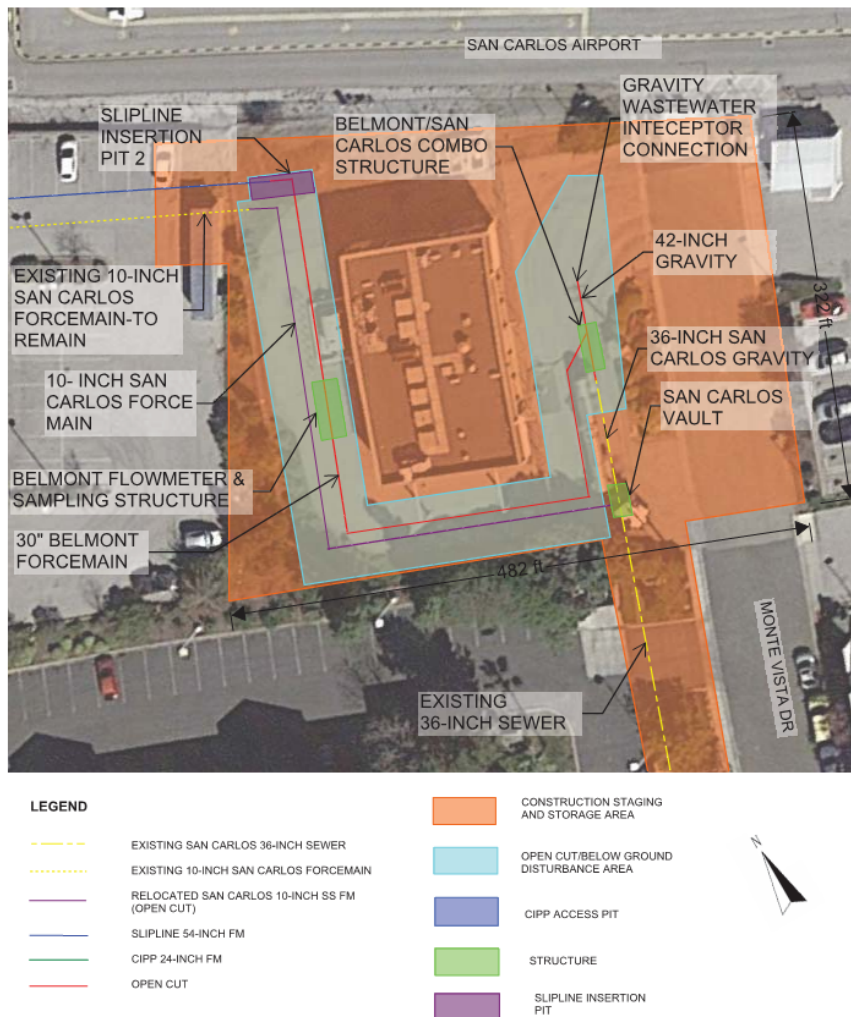 SAN CARLOS AIRPORT
SLIPLINE
INSERTION
PIT 2
BELMONT/SAN
CARLOS COMBO
STRUCTURE
GRAVITY
WASTEWATER
INTECEPTOR
CONNECTION
42-INCH
GRAVITY
EXISTING 10-INCH
SAN CARLOS
FORCEMAIN-TO
REMAIN
322 ft
36-INCH SAN
CARLOS GRAVITY
10- INCH SAN
CARLOS FORCE
MAIN
SAN CARLOS
VAULT
BELMONT FLOWMETER &
SAMPLING STRUCTURE
30" BELMONT
FORCEMAIN
482 ft
MONTE VISTA DR
EXISTING
36-INCH SEWER
LEGEND
EXISTING SAN CARLOS 36-INCH SEWER
EXISTING 10-INCH SAN CARLOS FORCEMAIN
RELOCATED SAN CARLOS 10-INCH SS FM
(OPEN CUT)
SLIPLINE 54-INCH FM
CIPP 24-INCH FM
OPEN CUT
CONSTRUCTION STAGING
AND STORAGE AREA
OPEN CUT/BELOW GROUND
DISTURBANCE AREA
CIPP ACCESS PIT
STRUCTURE
SLIPLINE INSERTION
PIT
N